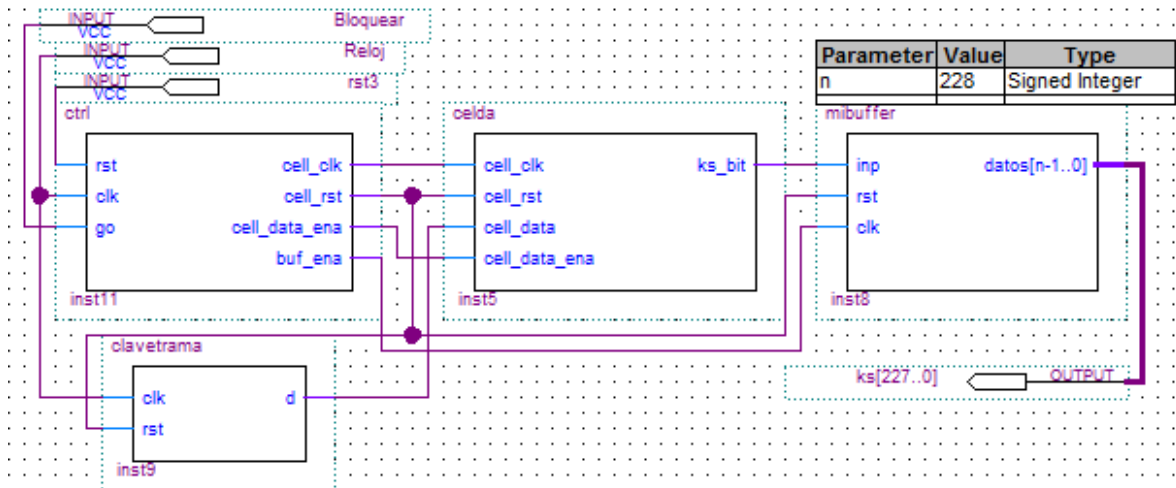 INPUT
VCC
Bloquear
INPUT
VCC
Reloj
INPUT
VCC
rst3
Parameter Value Type
n 228 Signed Integer
ctrl
rst
clk
go
cell_clk
cell_rst
cell_data_ena
buf_ena
inst11
celda
cell_clk
cell_rst
cell_data
cell_data_ena
ks_bit
inst5
mibuffer
inp
rst
clk
datos[n-1..0]
inst8
clavetrama
clk
rst
d
inst9
ks[227..0]
OUTPUT